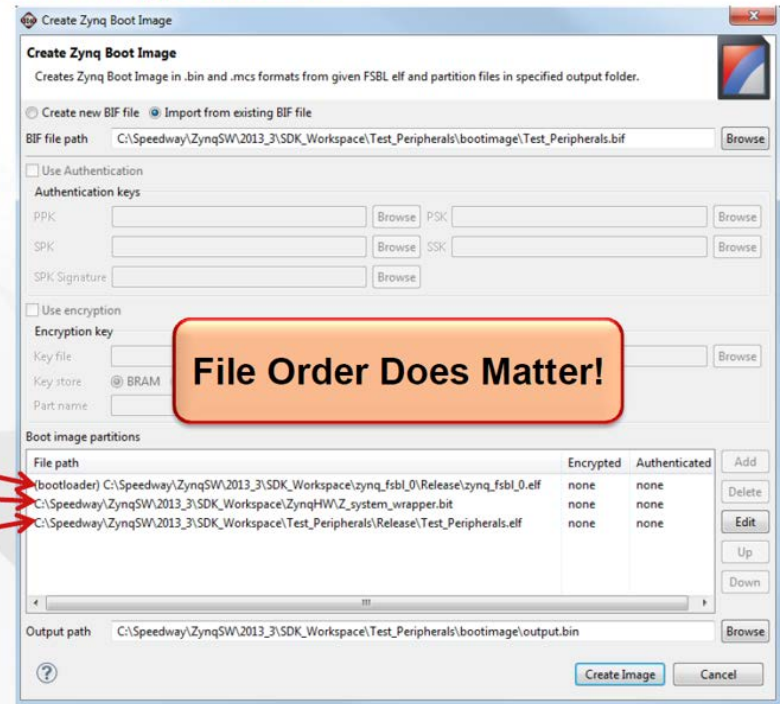 Create Zynq Boot Image
Create Zynq Boot Image
Creates Zynq Boot Image in .bin and .mcs formats from given FSBL elf and partition files in specified output folder.
Create new BIF file Import from existing BIF file
BIF file path C:\Speedway\ZynqSW\2013_3\SDK_Workspace\Test_Peripherals\bootimage\Test_Peripherals.bif Browse
Use Authentication
Authentication keys
PPK Browse PSK Browse
SPK Browse SSK Browse
SPK Signature Browse
Use encryption
Encryption key
Key file Browse
Key store BRAM
Part name
File Order Does Matter!
Boot image partitions
File path Encrypted Authenticated Add
(bootloader) C:\Speedway\ZynqSW\2013_3\SDK_Workspace\zynq_fsbl_0\Release\zynq_fsbl_0.elf none none
Delete
C:\Speedway\ZynqSW\2013_3\SDK_Workspace\ZynqHW\Z_system_wrapper.bit none none
C:\Speedway\ZynqSW\2013_3\SDK_Workspace\Test_Peripherals\Release\Test_Peripherals.elf none none Edit
Up
Down
Output path C:\Speedway\ZynqSW\2013_3\SDK_Workspace\Test_Peripherals\bootimage\output.bin Browse
? Create Image Cancel